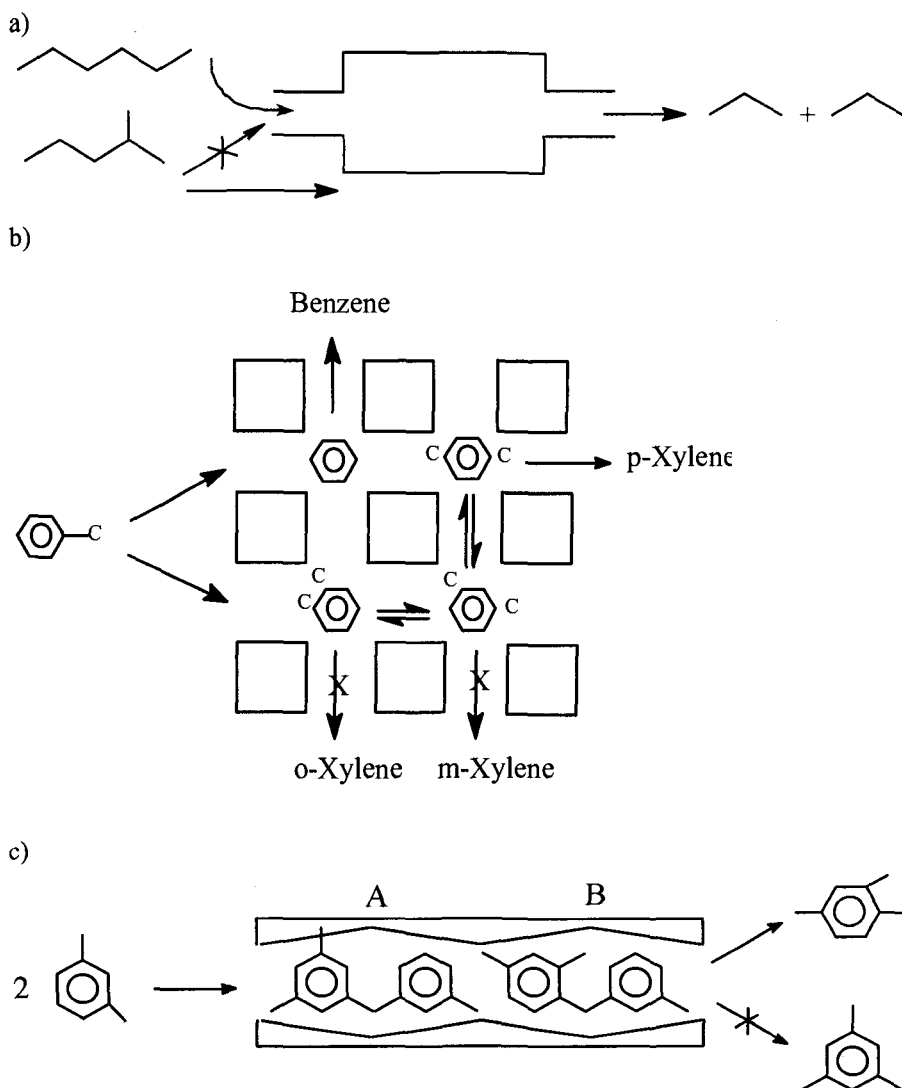 a)
+
b)
Benzene
C C p-Xylene
C
C C
C C
X X
o-Xylene m-Xylene
c)
A B
2